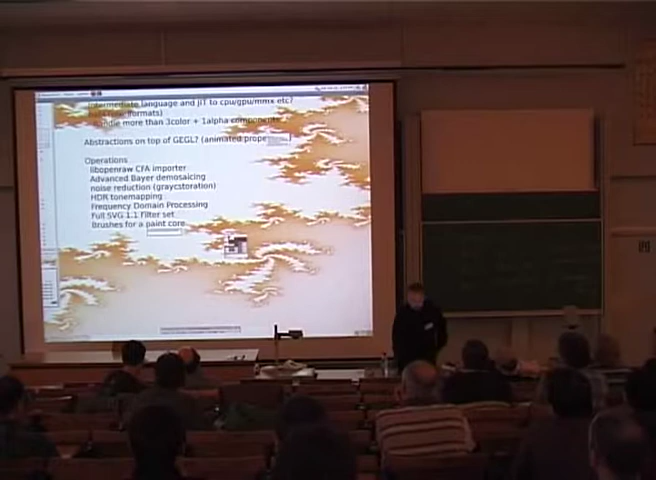 intermediate language and JIT to cpu/gpu/mmx etc?
formats)
handle more than 3color + 1alpha components
Abstractions on top of GEGL? (animated prope
Operations
libopenraw CFA importer
Advanced Bayer demosaicing
noise reduction (graycstoration)
HDR tonemapping
Frequency Domain Processing
Full SVG 1.1 Filter set
Brushes for a paint core